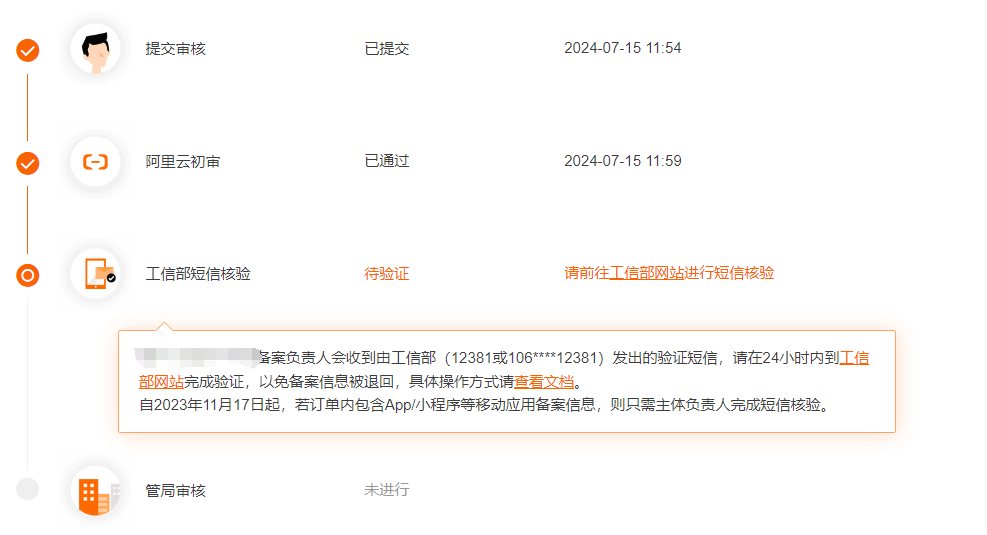 提交审核 已提交 2024-07-15 11:54
阿里云初审 已通过 2024-07-15 11:59
工信部短信核验 待验证 请前往工信部网站进行短信核验
备案负责人会收到由工信部（12381或106****12381）发出的验证短信，请在24小时内到工信
部网站完成验证，以免备案信息被退回，具体操作方式请查看文档。
自2023年11月17日起，若订单内包含App/小程序等移动应用备案信息，则只需主体负责人完成短信核验。
管局审核 未进行